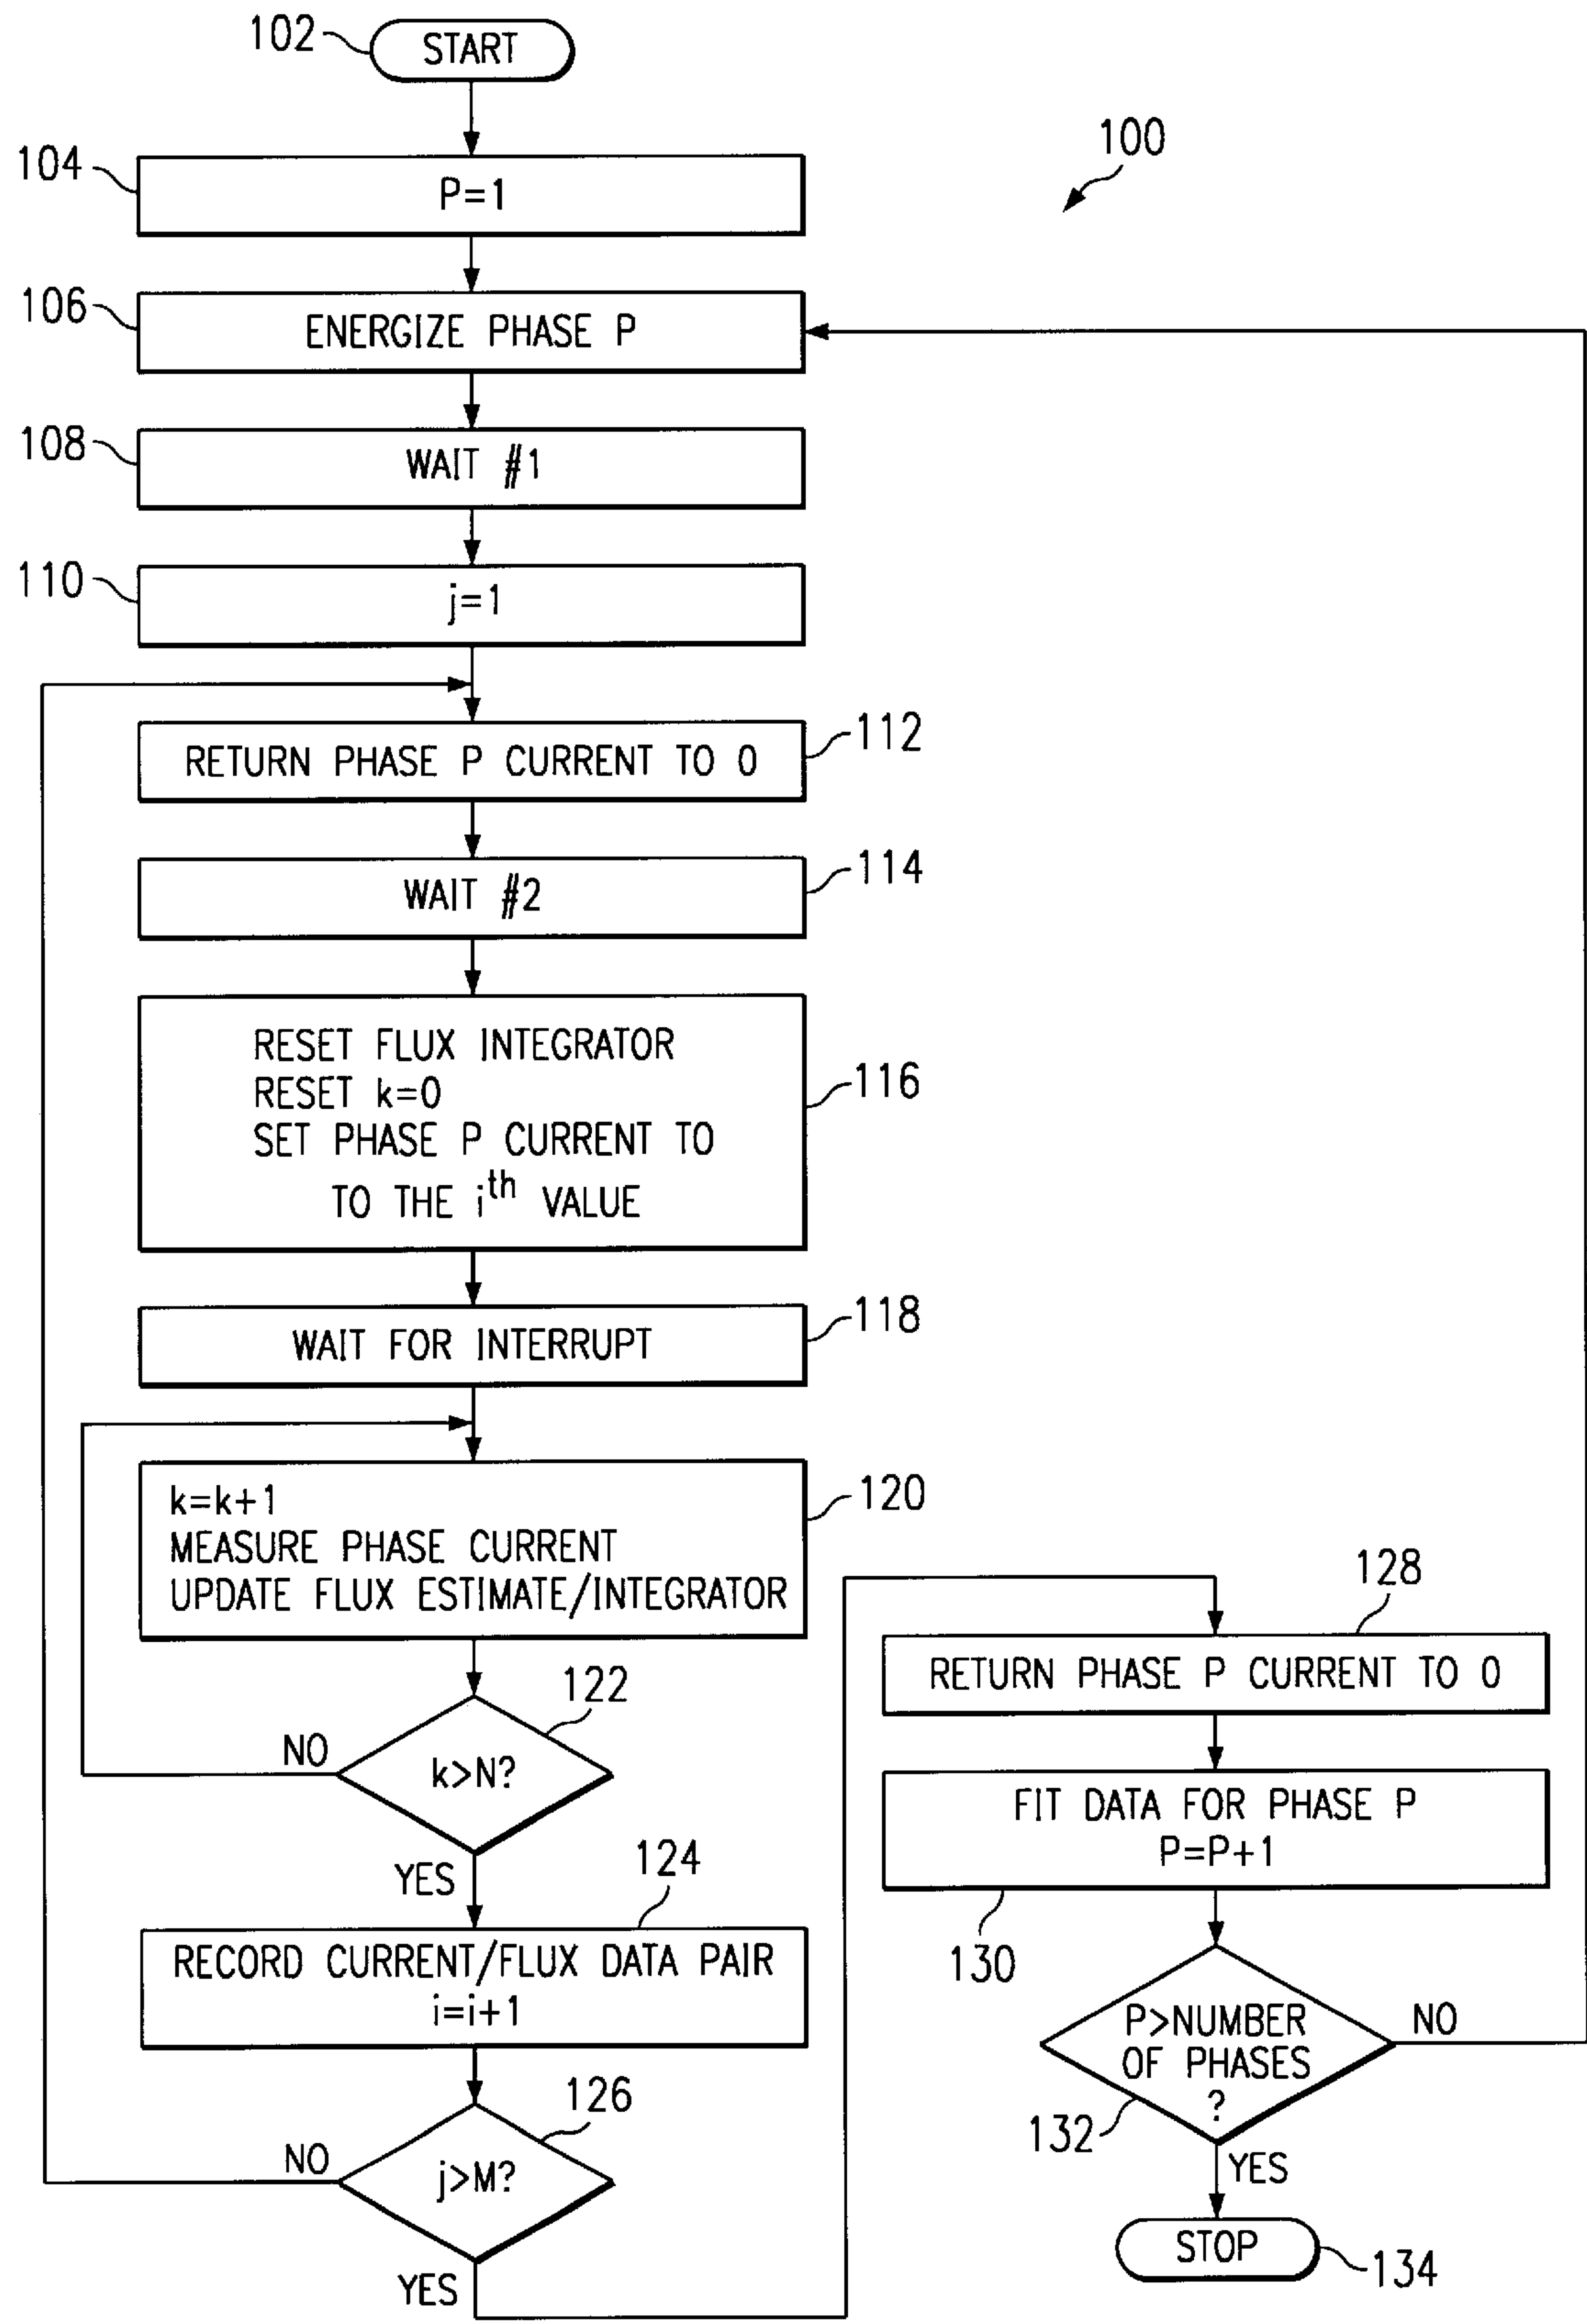 102
START
100
104
P=1
106
ENERGIZE PHASE P
108
WAIT #1
110
j=1
RETURN PHASE P CURRENT TO 0
112
WAIT #2
114
RESET FLUX INTEGRATOR
RESET k=0
SET PHASE P CURRENT TO
TO THE i^th VALUE
116
WAIT FOR INTERRUPT
118
k=k+1
MEASURE PHASE CURRENT
UPDATE FLUX ESTIMATE/INTEGRATOR
120
122
NO
k>N?
YES
124
RECORD CURRENT/FLUX DATA PAIR
i=i+1
126
NO
j>M?
YES
128
RETURN PHASE P CURRENT TO 0
FIT DATA FOR PHASE P
P=P+1
130
P>NUMBER
OF PHASES
?
NO
132
YES
STOP
134